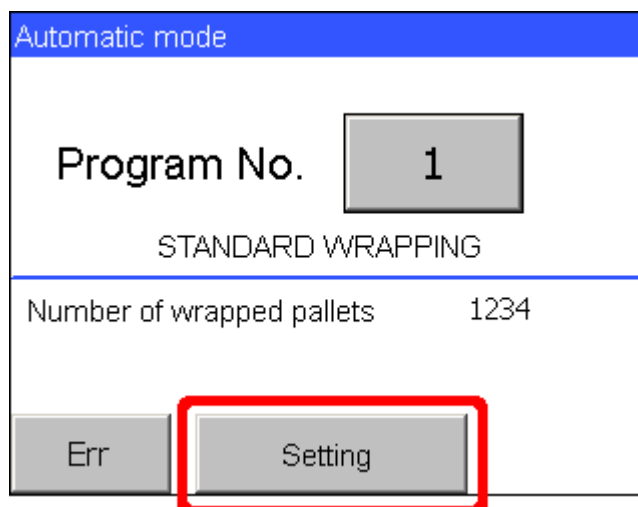 Automatic mode
Program No. 1
STANDARD WRAPPING
Number of wrapped pallets 1234
Err Setting